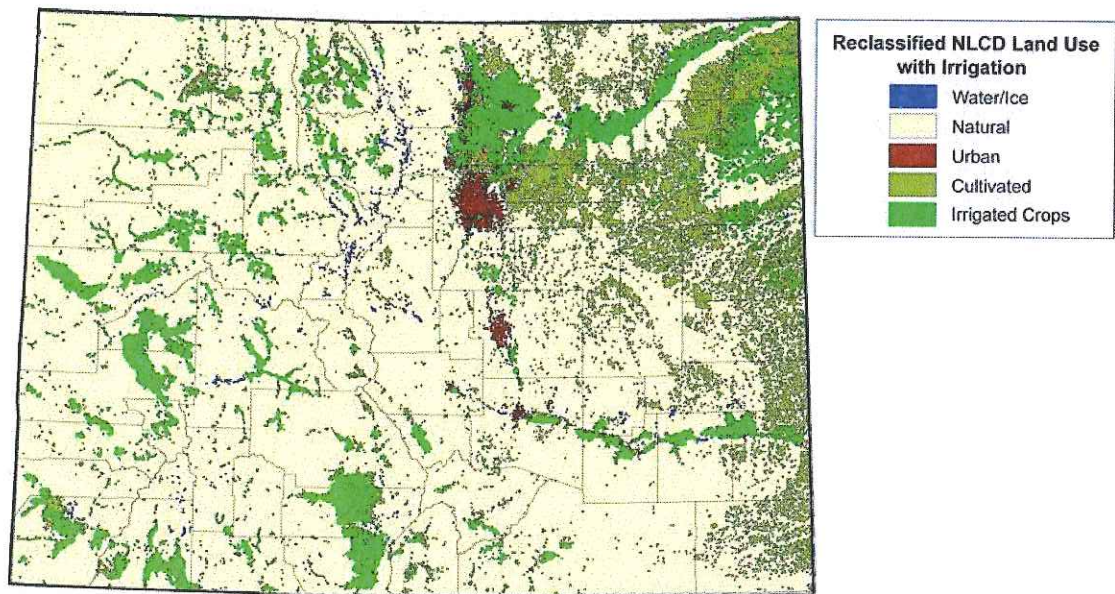 Reclassified NLCD Land Use
with Irrigation
Water/Ice
Natural
Urban
Cultivated
Irrigated Crops